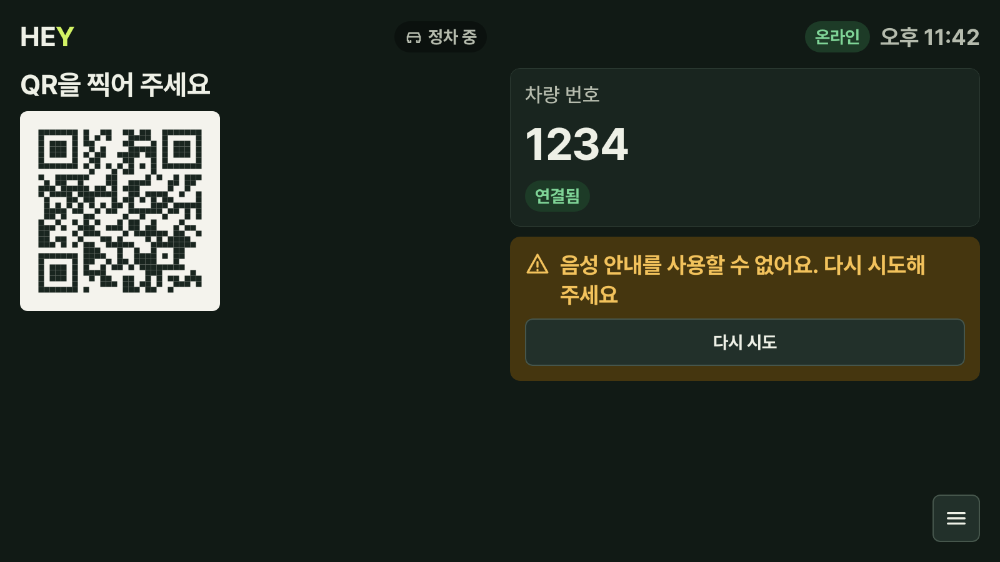 HEY
정차 중
온라인
오후 11:42
QR을 찍어 주세요
차량 번호
1234
연결됨
음성 안내를 사용할 수 없어요. 다시 시도해
주세요
다시 시도